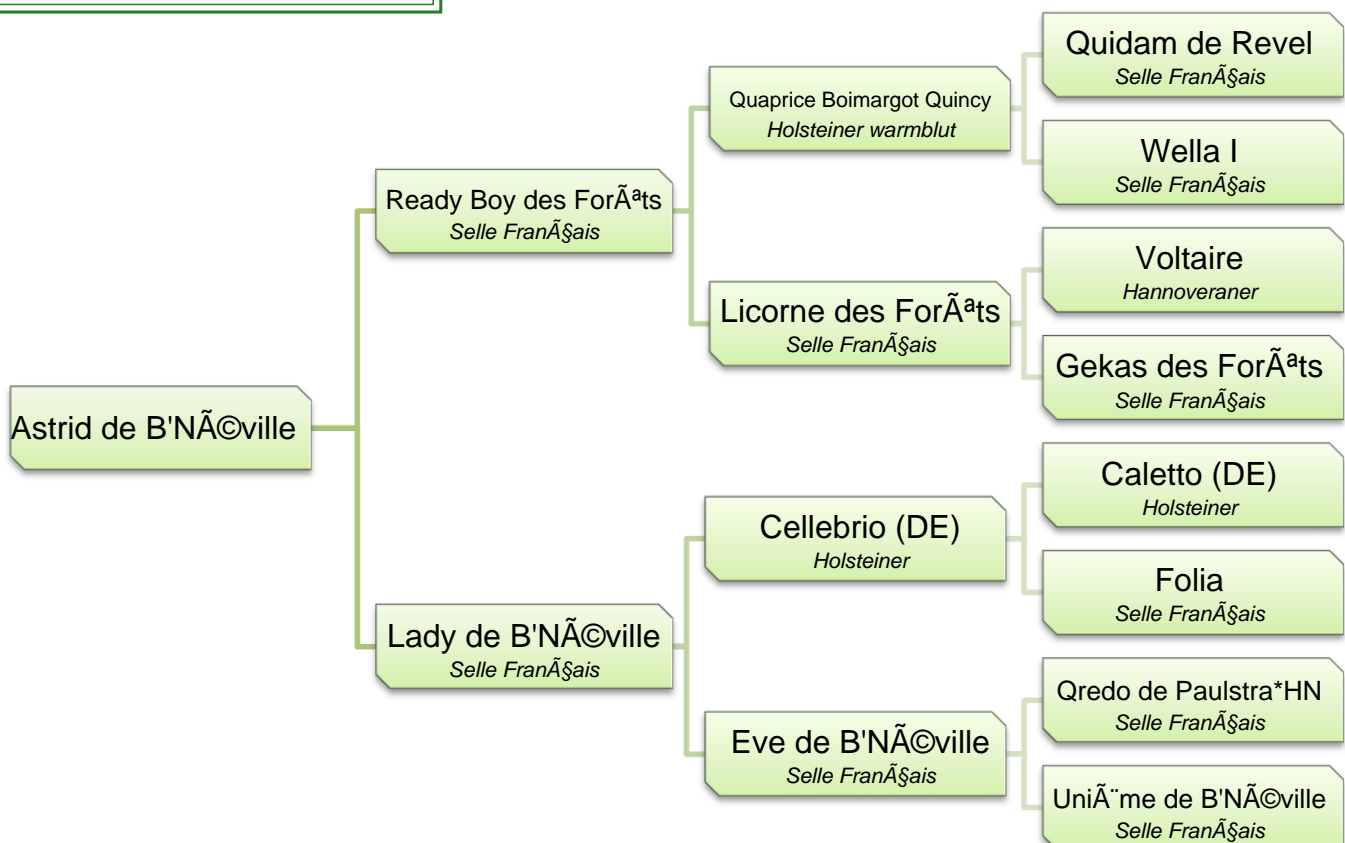 Quidam de Revel
Selle FranÃ§ais
Quaprice Boimargot Quincy
Holsteiner warmblut
Wella I
Selle FranÃ§ais
Ready Boy des ForÃªts
Selle FranÃ§ais
Voltaire
Hannoveraner
Licorne des ForÃªts
Selle FranÃ§ais
Gekas des ForÃªts
Selle FranÃ§ais
Astrid de B'NÃ©ville
Caletto (DE)
Holsteiner
Cellebrio (DE)
Holsteiner
Folia
Selle FranÃ§ais
Lady de B'NÃ©ville
Selle FranÃ§ais
Qredo de Paulstra*HN
Selle FranÃ§ais
Eve de B'NÃ©ville
Selle FranÃ§ais
UniÃ¨me de B'NÃ©ville
Selle FranÃ§ais